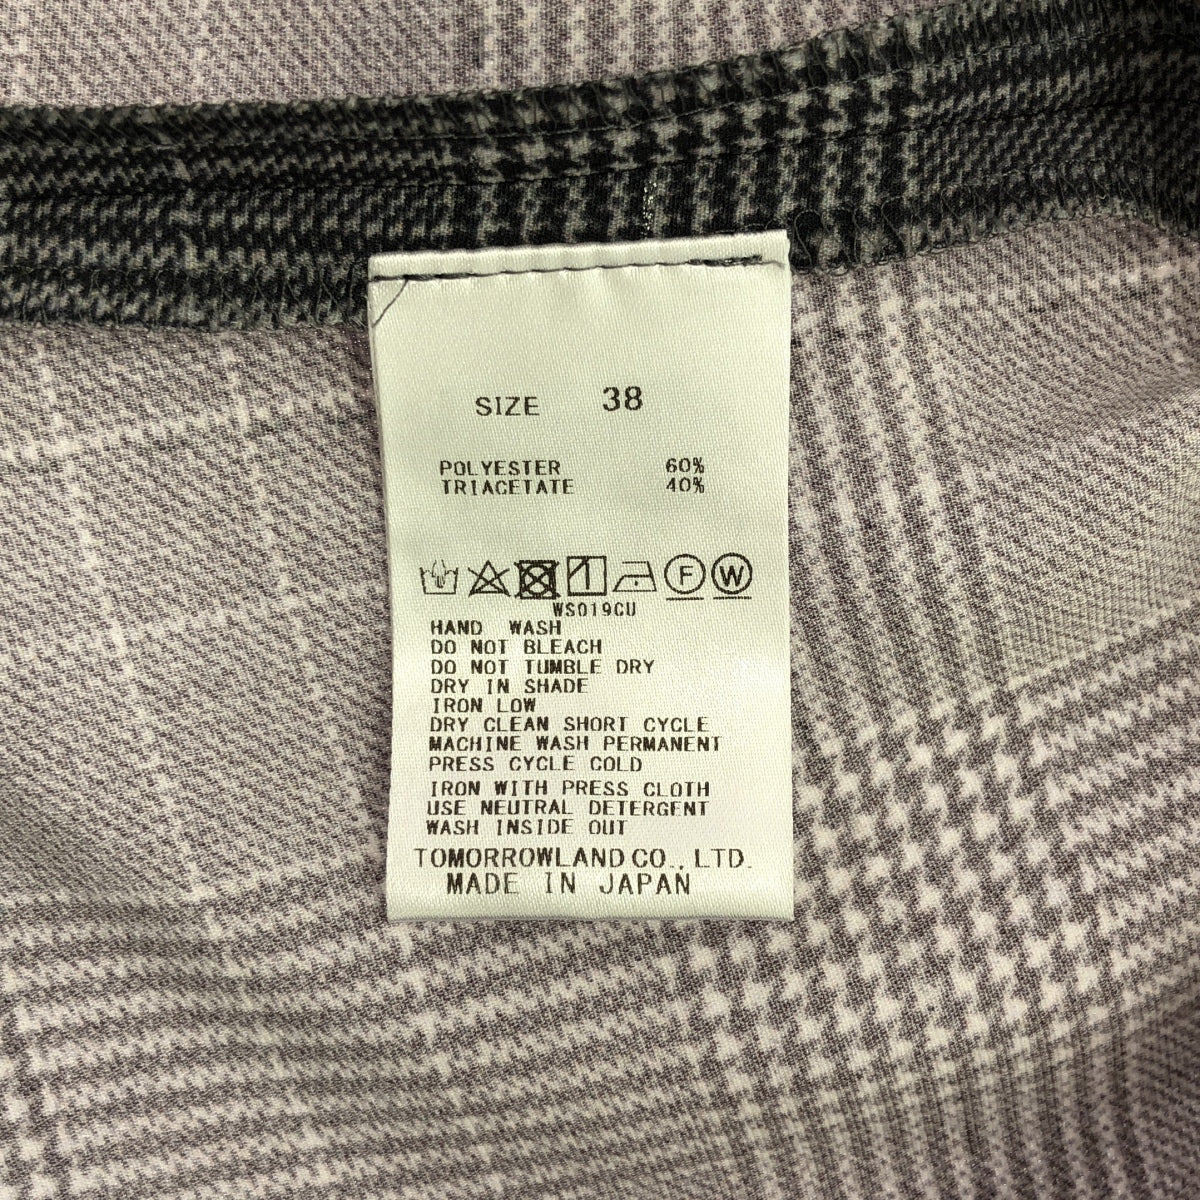 SIZE 38
POLYESTER 60%
TRIACETATE 40%
F W
WS019CU
HAND WASH
DO NOT BLEACH
DO NOT TUMBLE DRY
DRY IN SHADE
IRON LOW
DRY CLEAN SHORT CYCLE
MACHINE WASH PERMANENT
PRESS CYCLE COLD
IRON WITH PRESS CLOTH
USE NEUTRAL DETERGENT
WASH INSIDE OUT
TOMORROWLAND CO., LTD.
MADE IN JAPAN